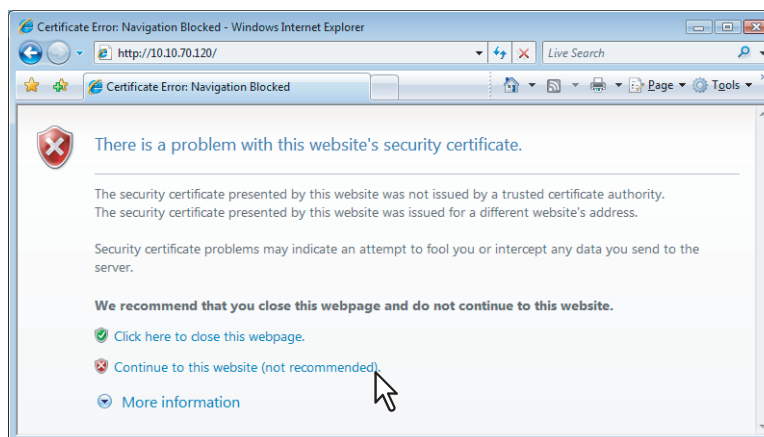 Certificate Error: Navigation Blocked - Windows Internet Explorer
http://10.10.70.120/
Live Search
Certificate Error: Navigation Blocked
Page
Tools
There is a problem with this website's security certificate.
The security certificate presented by this website was not issued by a trusted certificate authority.
The security certificate presented by this website was issued for a different website's address.
Security certificate problems may indicate an attempt to fool you or intercept any data you send to the
server.
We recommend that you close this webpage and do not continue to this website.
Click here to close this webpage.
Continue to this website (not recommended).
More information